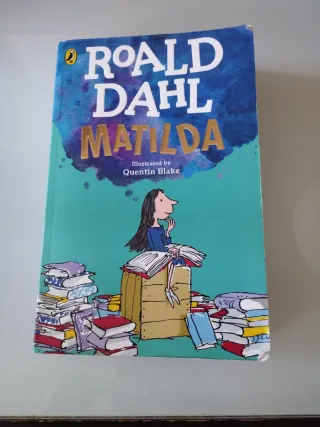 ROALD
DAHL
MATILDA
Illustrated by
Quentin Blake